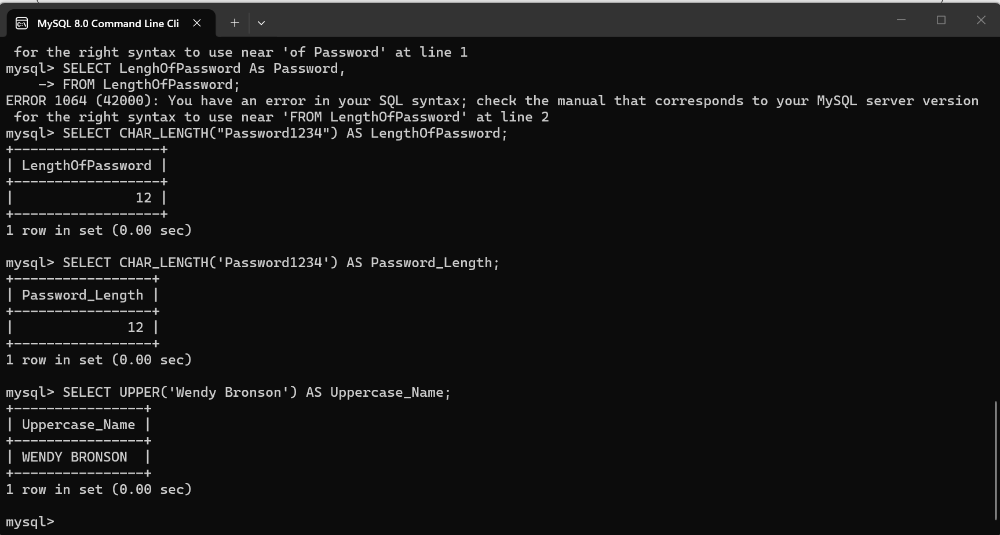 MySQL 8.0 Command Line Cli
for the right syntax to use near 'of Password' at line 1
mysql> SELECT LenghOfPassword As Password,
    -> FROM LengthOfPassword;
ERROR 1064 (42000): You have an error in your SQL syntax; check the manual that corresponds to your MySQL server version
 for the right syntax to use near 'FROM LengthOfPassword' at line 2
mysql> SELECT CHAR_LENGTH("Password1234") AS LengthOfPassword;
+------------------+
| LengthOfPassword |
+------------------+
|               12 |
+------------------+
1 row in set (0.00 sec)

mysql> SELECT CHAR_LENGTH('Password1234') AS Password_Length;
+-----------------+
| Password_Length |
+-----------------+
|              12 |
+-----------------+
1 row in set (0.00 sec)

mysql> SELECT UPPER('Wendy Bronson') AS Uppercase_Name;
+----------------+
| Uppercase_Name |
+----------------+
| WENDY BRONSON  |
+----------------+
1 row in set (0.00 sec)

mysql>